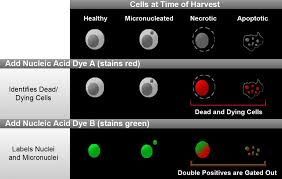 Cells at Time of Harvest
Healthy Micronucleated Necrotic Apoptotic
Add Nucleic Acid Dye A (stains red)
Identifies Dead/
Dying Cells
Dead and Dying Cells
Add Nucleic Acid Dye B (stains green)
Labels Nuclei
and Micronuclei
Double Positives are Gated Out